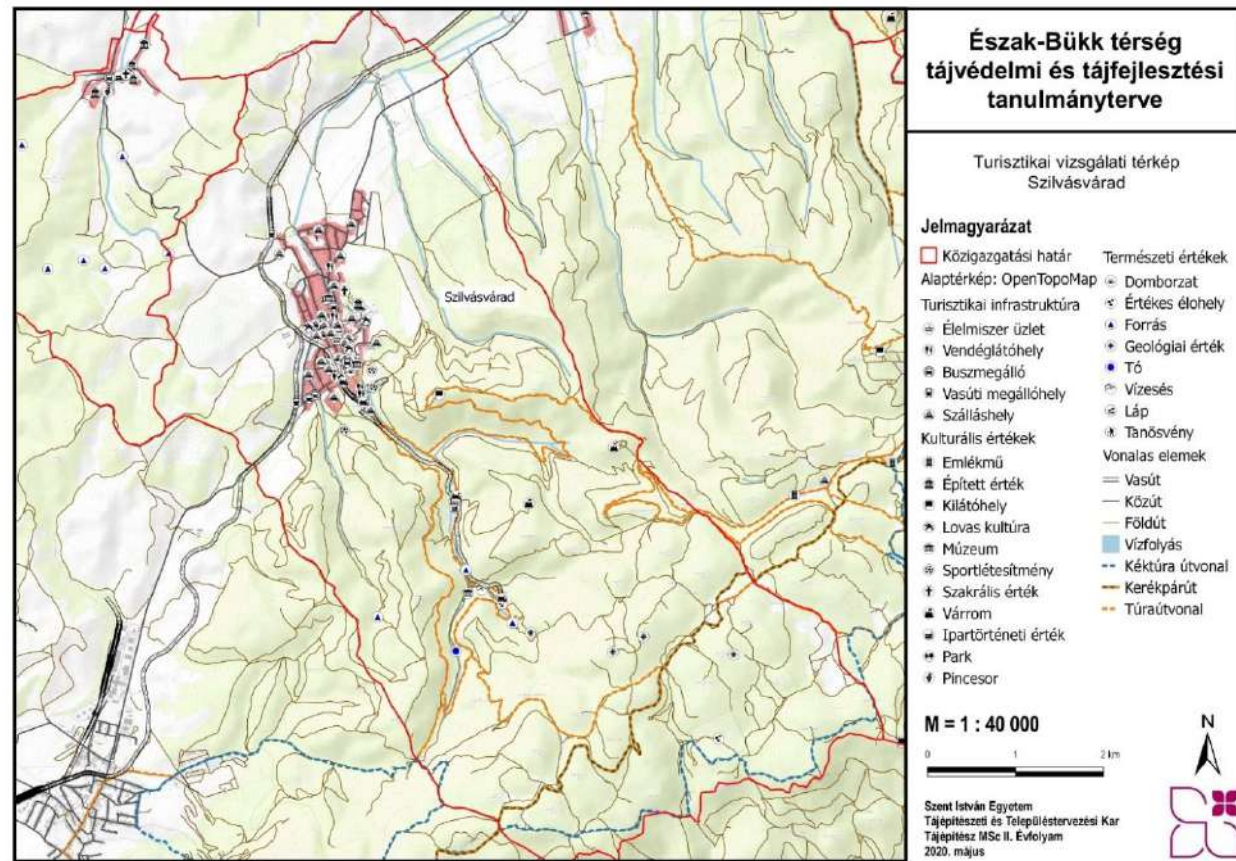 Észak-Bükk térség
tájvédelmi és tájfejlesztési
tanulmányterve
Turisztikai vizsgálati térkép
Szilvásvárad
Jelmagyarázat
Közigazgatási határ
Alaptérkép: OpenTopoMap
Turisztikai infrastruktúra
Élelmiszer üzlet
Vendéglátóhely
Buszmegálló
Vasúti megállóhely
Szálláshely
Kulturális értékek
Emlékmű
Épített érték
Kilátóhely
Lovas kultúra
Múzeum
Sportlétesítmény
Szakrális érték
Várrom
Ipartörténeti érték
Park
Pincesor
Természeti értékek
Domborzat
Értékes élohely
Forrás
Geológiai érték
Tó
Vízesés
Láp
Tanösvény
Vonalas elemek
Vasút
Közút
Földút
Vízfolyás
Kéktúra útvonal
Kerékpárút
Túraútvonal
M = 1 : 40 000
0 1 2 km
N
Szent István Egyetem
Tájépítészeti és Településtervezési Kar
Tájépítész MSc II. Évfolyam
2020. május
Szilvásvárad